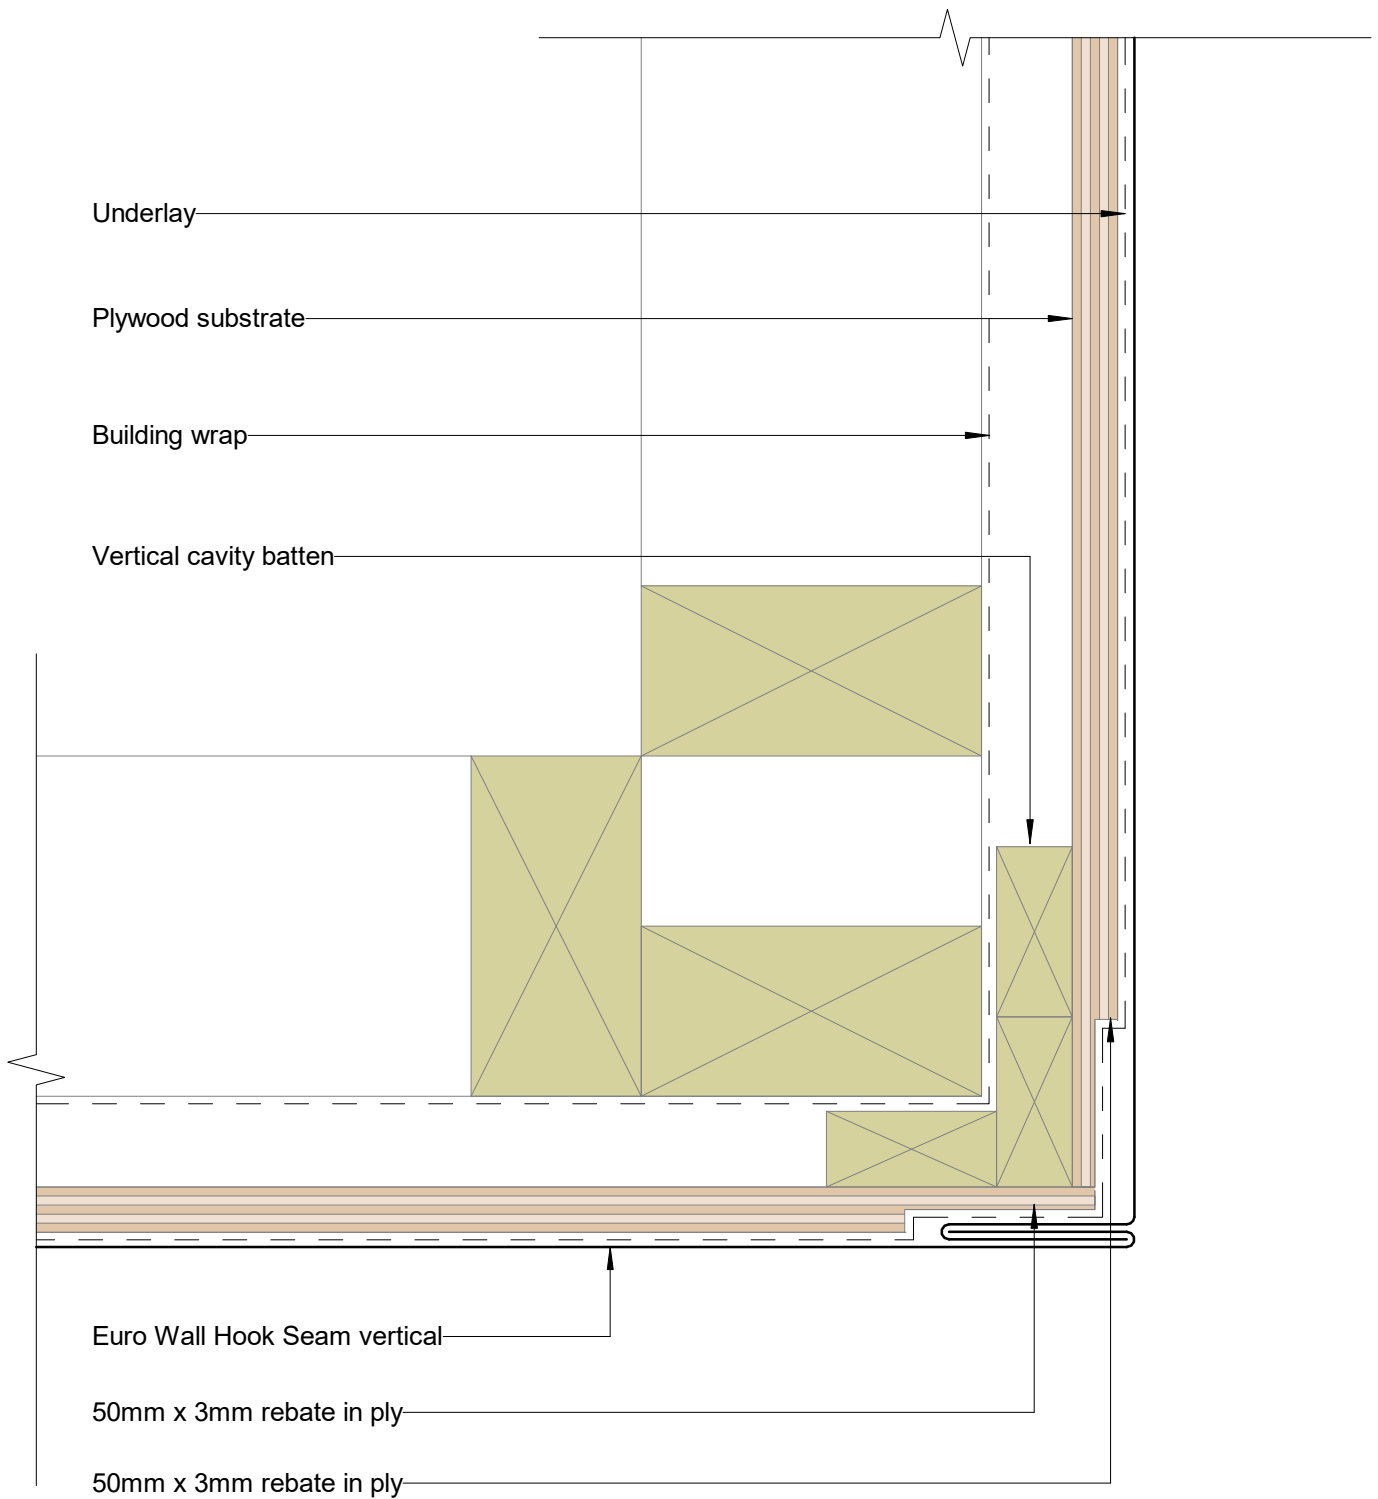 Underlay
Plywood substrate
Building wrap
Vertical cavity batten
Euro Wall Hook Seam vertical
50mm x 3mm rebate in ply
50mm x 3mm rebate in ply